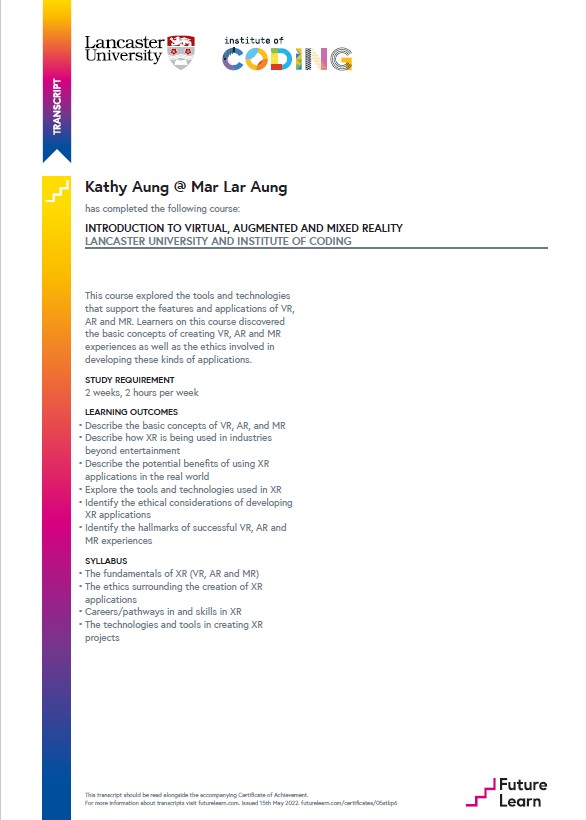 TRANSCRIPT
Lancaster
University
institute of
CODING
Kathy Aung @ Mar Lar Aung
has completed the following course:
INTRODUCTION TO VIRTUAL, AUGMENTED AND MIXED REALITY
LANCASTER UNIVERSITY AND INSTITUTE OF CODING
This course explored the tools and technologies
that support the features and applications of VR,
AR and MR. Learners on this course discovered
the basic concepts of creating VR, AR and MR
experiences as well as the ethics involved in
developing these kinds of applications.
STUDY REQUIREMENT
2 weeks, 2 hours per week
LEARNING OUTCOMES
• Describe the basic concepts of VR, AR, and MR
• Describe how XR is being used in industries
beyond entertainment
• Describe the potential benefits of using XR
applications in the real world
• Explore the tools and technologies used in XR
• Identify the ethical considerations of developing
XR applications
• Identify the hallmarks of successful VR, AR and
MR experiences
SYLLABUS
• The fundamentals of XR (VR, AR and MR)
• The ethics surrounding the creation of XR
applications
• Careers/pathways in and skills in XR
• The technologies and tools in creating XR
projects
This transcript should be read alongside the accompanying Certificate of Achievement.
For more information about transcripts visit futurelearn.com. Issued 15th May 2022. futurelearn.com/certificates/05etkp6
Future
Learn